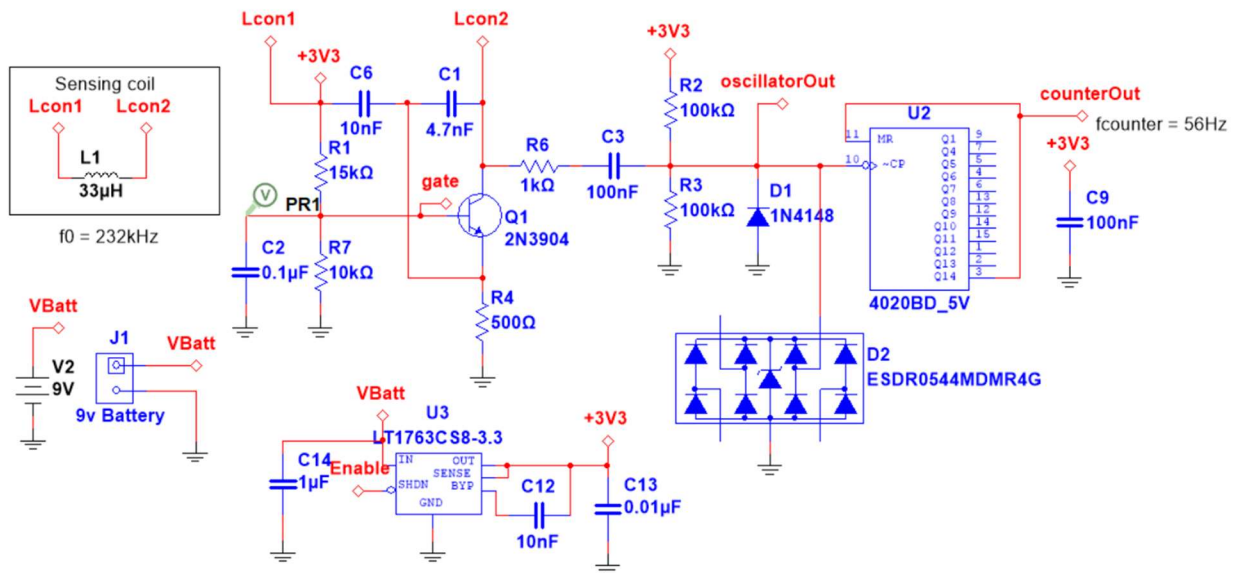 Sensing coil
Lcon1
Lcon2
L1
33µH
f0 = 232kHz
Lcon1
+3V3
C6
10nF
C1
4.7nF
Lcon2
R1
15kΩ
PR1
V
gate
C2
0.1µF
R7
10kΩ
Q1
2N3904
R4
500Ω
R6
1kΩ
C3
100nF
+3V3
R2
100kΩ
R3
100kΩ
oscillatorOut
D1
1N4148
U2
11
MR
10
~CP
Q1 9
Q4 7
Q5 5
Q6 4
Q7 6
Q8 13
Q9 12
Q10 14
Q11 15
Q12 1
Q13 2
Q14 3
4020BD_5V
counterOut
fcounter = 56Hz
+3V3
C9
100nF
D2
ESDR0544MDMR4G
VBatt
V2
9V
J1
VBatt
9v Battery
VBatt
U3
LT1763CS8-3.3
C14
1µF
Enable
IN
OUT
SENSE
SHDN
BYP
GND
C12
10nF
+3V3
C13
0.01µF